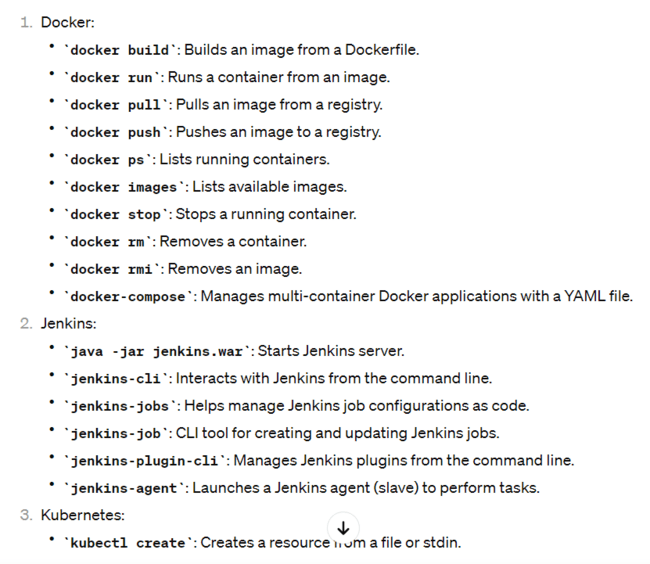 1. Docker:
• `docker build`: Builds an image from a Dockerfile.
• `docker run`: Runs a container from an image.
• `docker pull`: Pulls an image from a registry.
• `docker push`: Pushes an image to a registry.
• `docker ps`: Lists running containers.
• `docker images`: Lists available images.
• `docker stop`: Stops a running container.
• `docker rm`: Removes a container.
• `docker rmi`: Removes an image.
• `docker-compose`: Manages multi-container Docker applications with a YAML file.
2. Jenkins:
• `java -jar jenkins.war`: Starts Jenkins server.
• `jenkins-cli`: Interacts with Jenkins from the command line.
• `jenkins-jobs`: Helps manage Jenkins job configurations as code.
• `jenkins-job`: CLI tool for creating and updating Jenkins jobs.
• `jenkins-plugin-cli`: Manages Jenkins plugins from the command line.
• `jenkins-agent`: Launches a Jenkins agent (slave) to perform tasks.
3. Kubernetes:
• `kubectl create`: Creates a resource from a file or stdin.